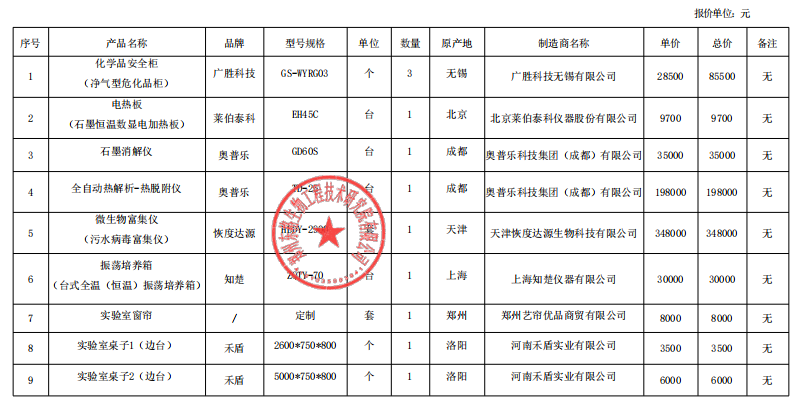 报价单位：元
序号 产品名称 品牌 型号规格 单位 数量 原产地 制造商名称 单价 总价 备注
化学品安全柜
1 广胜科技 GS-WYRG03 个 3 无锡 广胜科技无锡有限公司 28500 85500 无
（净气型危化品柜）
电热板
2 莱伯泰科 EH45C 台 1 北京 北京莱伯泰科仪器股份有限公司 9700 9700 无
（石墨恒温数显电加热板）
3 石墨消解仪 奥普乐 GD60S 台 1 成都 奥普乐科技集团（成都）有限公司 35000 35000 无
4 全自动热解析-热脱附仪 奥普乐 台 1 成都 奥普乐科技集团（成都）有限公司 198000 198000 无
微生物富集仪
5 恢度达源 套 1 天津 天津恢度达源生物科技有限公司 348000 348000 无
（污水病毒富集仪）
振荡培养箱
6 知楚 台 1 上海 上海知楚仪器有限公司 30000 30000 无
（台式全温（恒温）振荡培养箱）
7 实验室窗帘 / 定制 套 1 郑州 郑州艺帘优品商贸有限公司 8000 8000 无
8 实验室桌子1（边台） 禾盾 2600*750*800 个 1 洛阳 河南禾盾实业有限公司 3500 3500 无
9 实验室桌子2（边台） 禾盾 5000*750*800 个 1 洛阳 河南禾盾实业有限公司 6000 6000 无